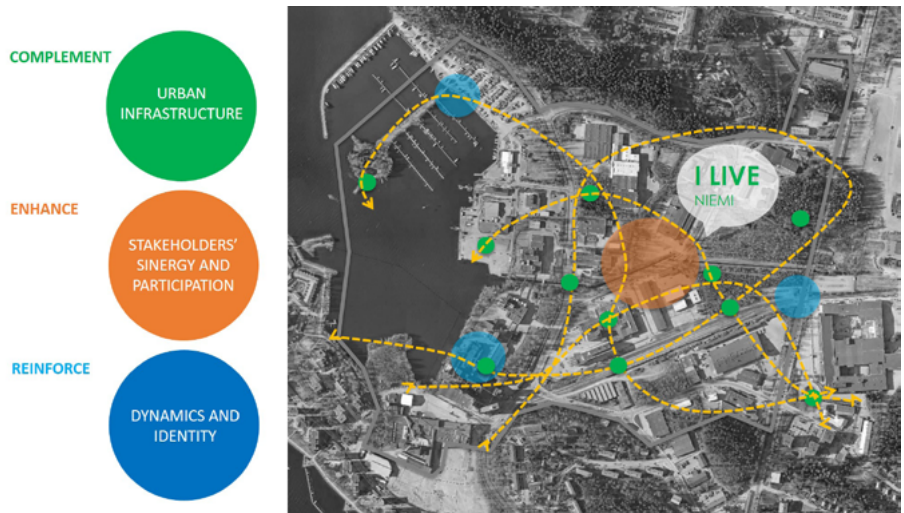 COMPLEMENT
URBAN
INFRASTRUCTURE
ENHANCE
STAKEHOLDERS'
SINERGY AND
PARTICIPATION
REINFORCE
DYNAMICS AND
IDENTITY
I LIVE
NIEMI